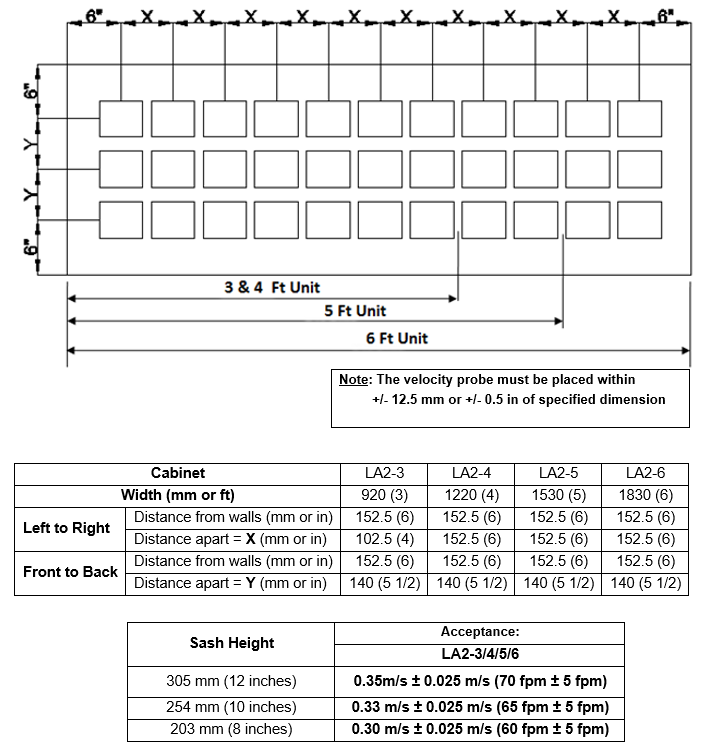 6" X X X X X X X X X X 6"
6"
Y
Y
6"
3 & 4 Ft Unit
5 Ft Unit
6 Ft Unit
Note: The velocity probe must be placed within
+/- 12.5 mm or +/- 0.5 in of specified dimension
Cabinet LA2-3 LA2-4 LA2-5 LA2-6
Width (mm or ft) 920 (3) 1220 (4) 1530 (5) 1830 (6)
Left to Right Distance from walls (mm or in) 152.5 (6) 152.5 (6) 152.5 (6) 152.5 (6)
Distance apart = X (mm or in) 102.5 (4) 152.5 (6) 152.5 (6) 152.5 (6)
Front to Back Distance from walls (mm or in) 152.5 (6) 152.5 (6) 152.5 (6) 152.5 (6)
Distance apart = Y (mm or in) 140 (5 1/2) 140 (5 1/2) 140 (5 1/2) 140 (5 1/2)
Sash Height Acceptance:
LA2-3/4/5/6
305 mm (12 inches) 0.35m/s ± 0.025 m/s (70 fpm ± 5 fpm)
254 mm (10 inches) 0.33 m/s ± 0.025 m/s (65 fpm ± 5 fpm)
203 mm (8 inches) 0.30 m/s ± 0.025 m/s (60 fpm ± 5 fpm)